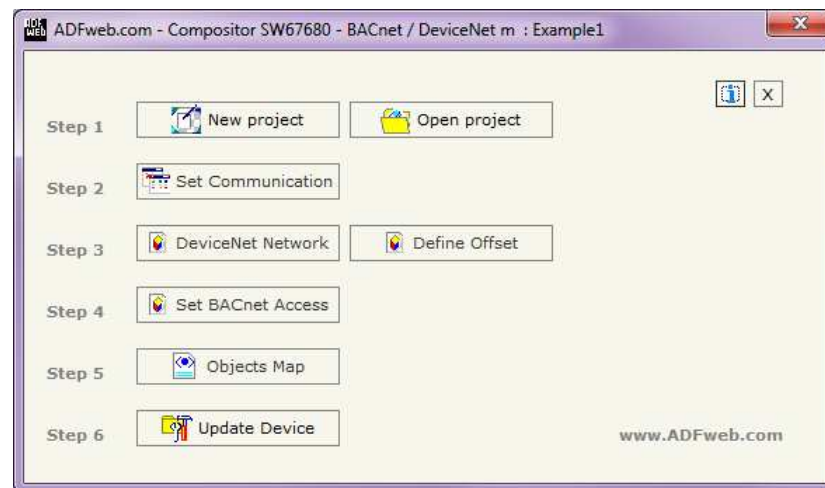 ADFweb.com - Compositor SW67680 - BACnet / DeviceNet m : Example1
Step 1 New project Open project X
Step 2 Set Communication
Step 3 DeviceNet Network Define Offset
Step 4 Set BACnet Access
Step 5 Objects Map
Step 6 Update Device
www.ADFweb.com